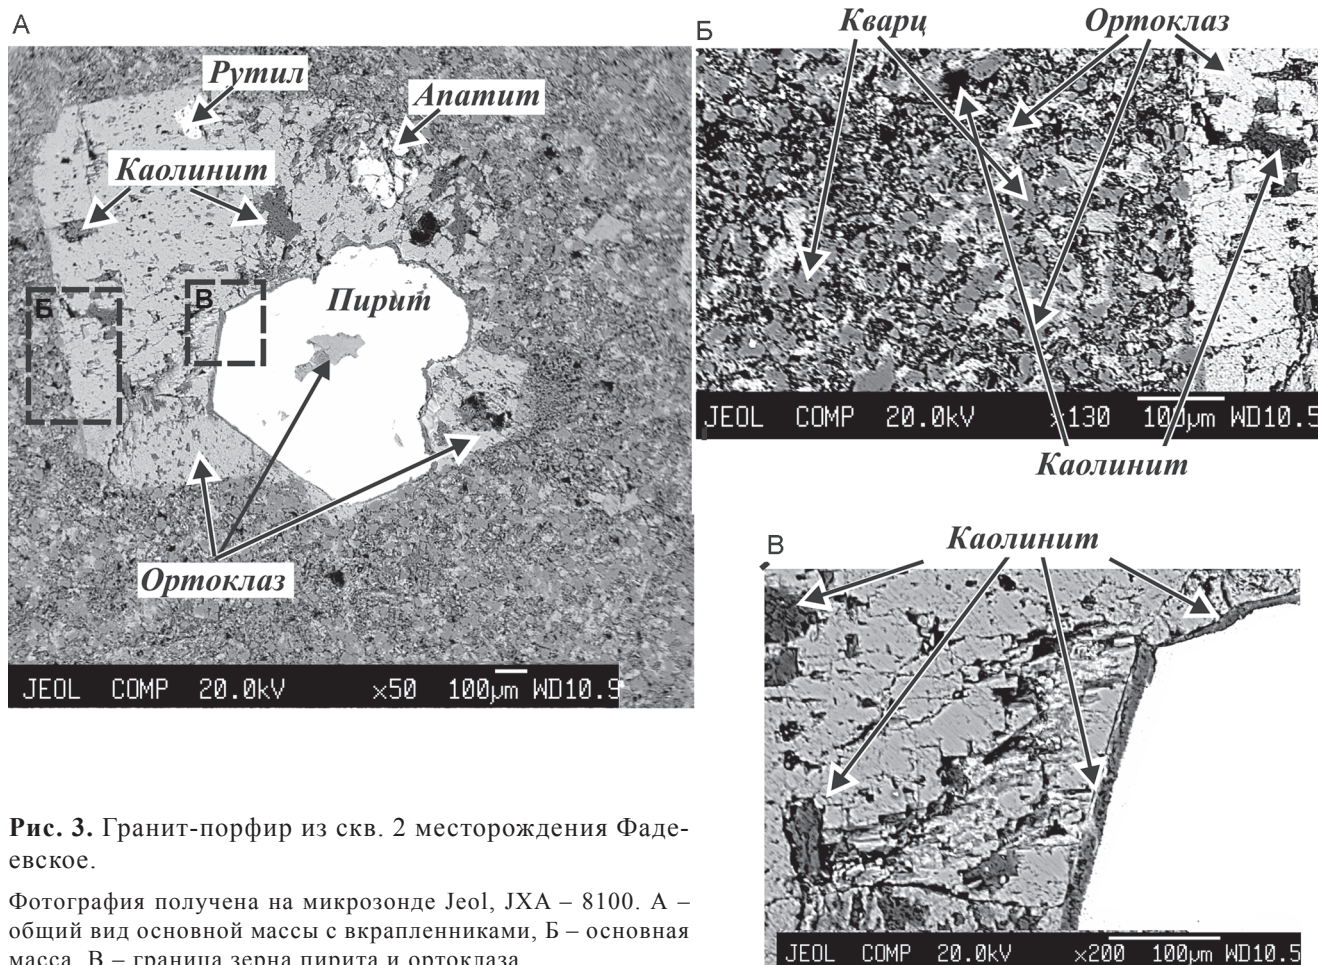 А
Рутил
Апатит
Каолинит
Б
В
Пирит
Ортоклаз
JEOL COMP 20.0kV x50 100μm WD10.9
Б
Кварц
Ортоклаз
JEOL COMP 20.0kV x130 100μm WD10.5
Каолинит
В
Каолинит
JEOL COMP 20.0kV x200 100μm WD10.5
Рис. 3. Гранит-порфир из скв. 2 месторождения Фаде-
евское.
Фотография получена на микрозонде Jeol, JXA – 8100. А –
общий вид основной массы с вкрапленниками, Б – основная
масса, В – граница зерна пирита и ортоклаза